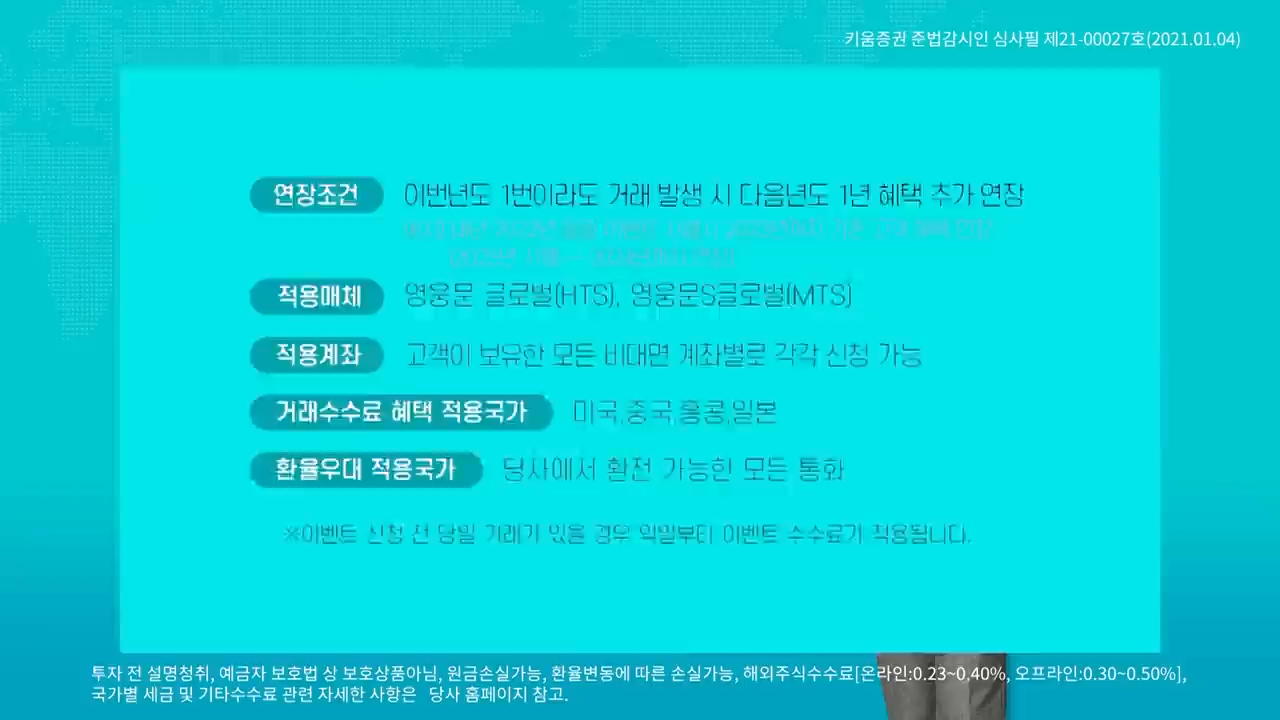 키움증권 준법감시인 심사필 제21-00027호(2021.01.04)
연장조건 이번년도 1번이라도 거래 발생 시 다음년도 1년 혜택 추가 연장
적용매체 영웅문 글로벌(HTS), 영웅문S글로벌(MTS)
적용계좌 고객이 보유한 모든 비대면 계좌별로 각각 신청 가능
거래수수료 혜택 적용국가 미국,중국,홍콩,일본
환율우대 적용국가 당사에서 환전 가능한 모든 통화
※이벤트 신청 전 당일 거래가 있을 경우 익일부터 이벤트 수수료가 적용됩니다.
투자 전 설명청취, 예금자 보호법 상 보호상품아님, 원금손실가능, 환율변동에 따른 손실가능, 해외주식수수료[온라인:0.23~0.40%, 오프라인:0.30~0.50%],
국가별 세금 및 기타수수료 관련 자세한 사항은 당사 홈페이지 참고.